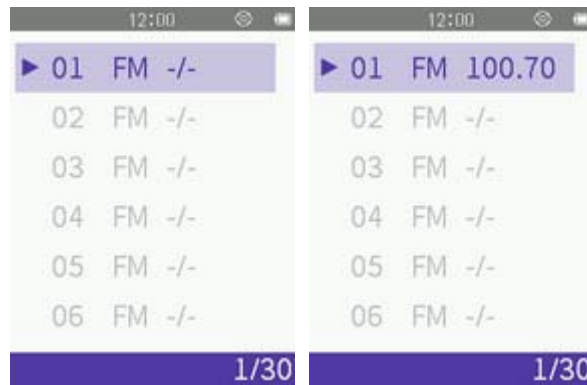 12:00
01 FM -/-
02 FM -/-
03 FM -/-
04 FM -/-
05 FM -/-
06 FM -/-
1/30
12:00
01 FM 100.70
02 FM -/-
03 FM -/-
04 FM -/-
05 FM -/-
06 FM -/-
1/30